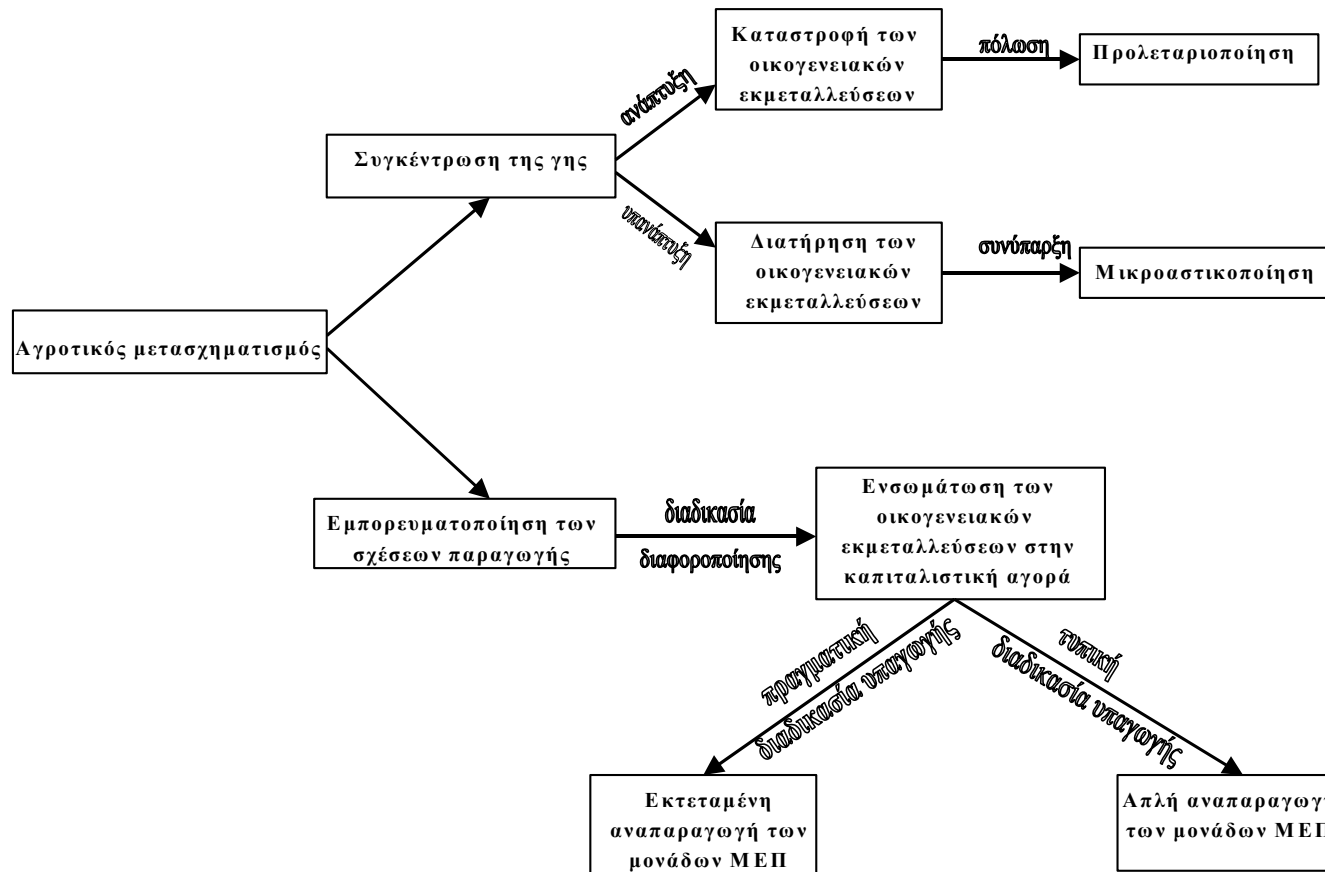 Καταστροφή των
οικογενειακών
εκμεταλλεύσεων
πόλωση
Προλεταριοποίηση
ανάπτυξη
Συγκέντρωση της γης
υπανάπτυξη
Διατήρηση των
οικογενειακών
εκμεταλλεύσεων
συνύπαρξη
Μικροαστικοποίηση
Αγροτικός μετασχηματισμός
Εμπορευματοποίηση των
σχέσεων παραγωγής
διαδικασία
διαφοροποίησης
Ενσωμάτωση των
οικογενειακών
εκμεταλλεύσεων στην
καπιταλιστική αγορά
πραγματική
διαδικασία υπαγωγής
τυπική
διαδικασία υπαγωγής
Εκτεταμένη
αναπαραγωγή των
μονάδων ΜΕΠ
Απλή αναπαραγωγή
των μονάδων ΜΕΠ